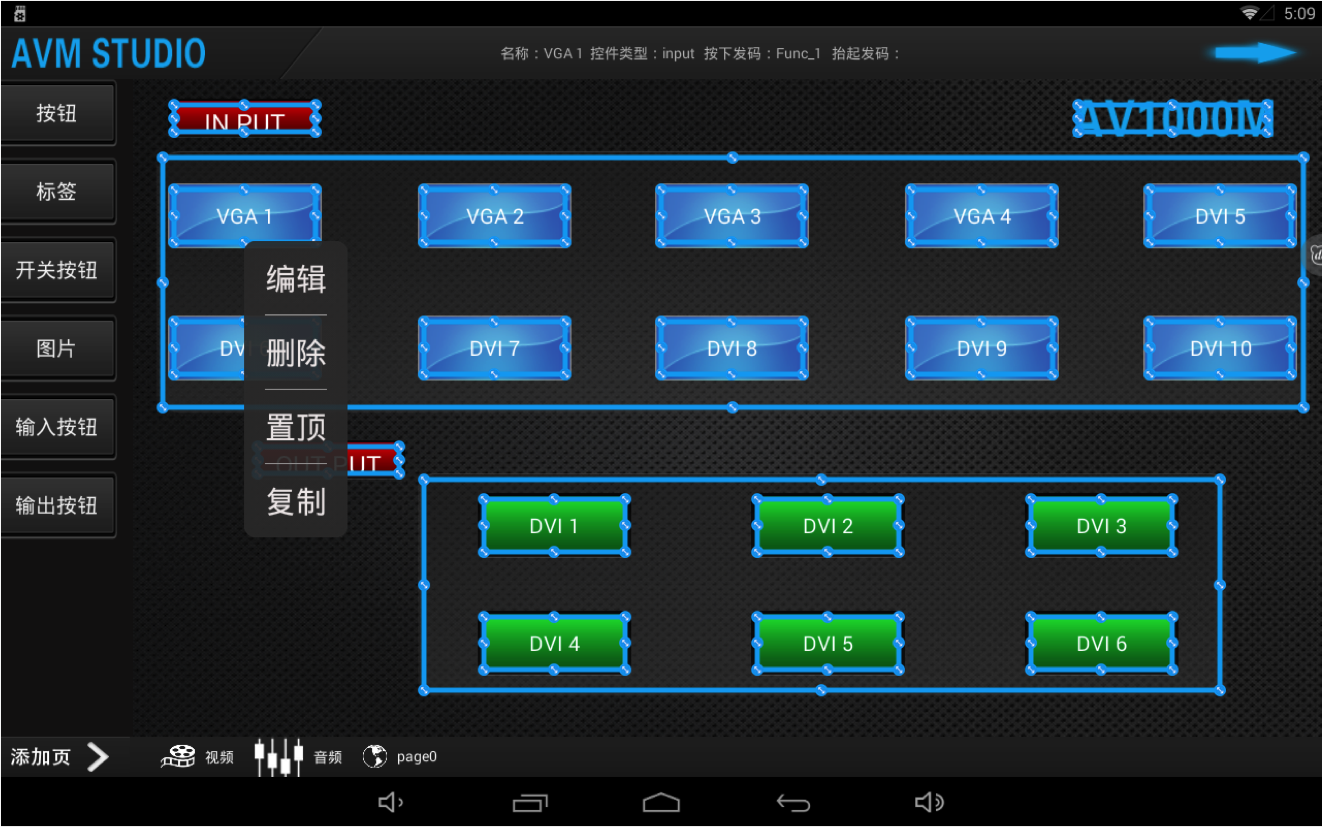 5:09
AVM STUDIO
名称：VGA 1 控件类型：input 按下发码：Func_1 抬起发码：
按钮
IN PUT
AV1000M
标签
VGA 1
VGA 2
VGA 3
VGA 4
DVI 5
开关按钮
编辑
图片
DV
DVI 7
DVI 8
DVI 9
DVI 10
删除
输入按钮
置顶
OUT PUT
输出按钮
复制
DVI 1
DVI 2
DVI 3
DVI 4
DVI 5
DVI 6
添加页
视频
音频
page0